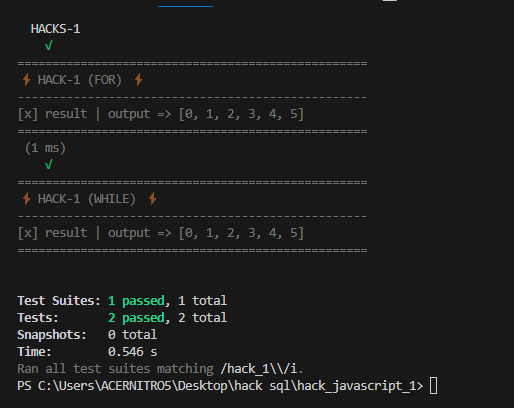 HACKS-1
√
==================================================
⚡ HACK-1 (FOR) ⚡
--------------------------------------------------
[x] result | output => [0, 1, 2, 3, 4, 5]
==================================================
(1 ms)
√
==================================================
⚡ HACK-1 (WHILE) ⚡
--------------------------------------------------
[x] result | output => [0, 1, 2, 3, 4, 5]
==================================================
Test Suites: 1 passed, 1 total
Tests:       2 passed, 2 total
Snapshots:   0 total
Time:        0.546 s
Ran all test suites matching /hack_1\\/i.
PS C:\Users\ACERNITRO5\Desktop\hack sql\hack_javascript_1>